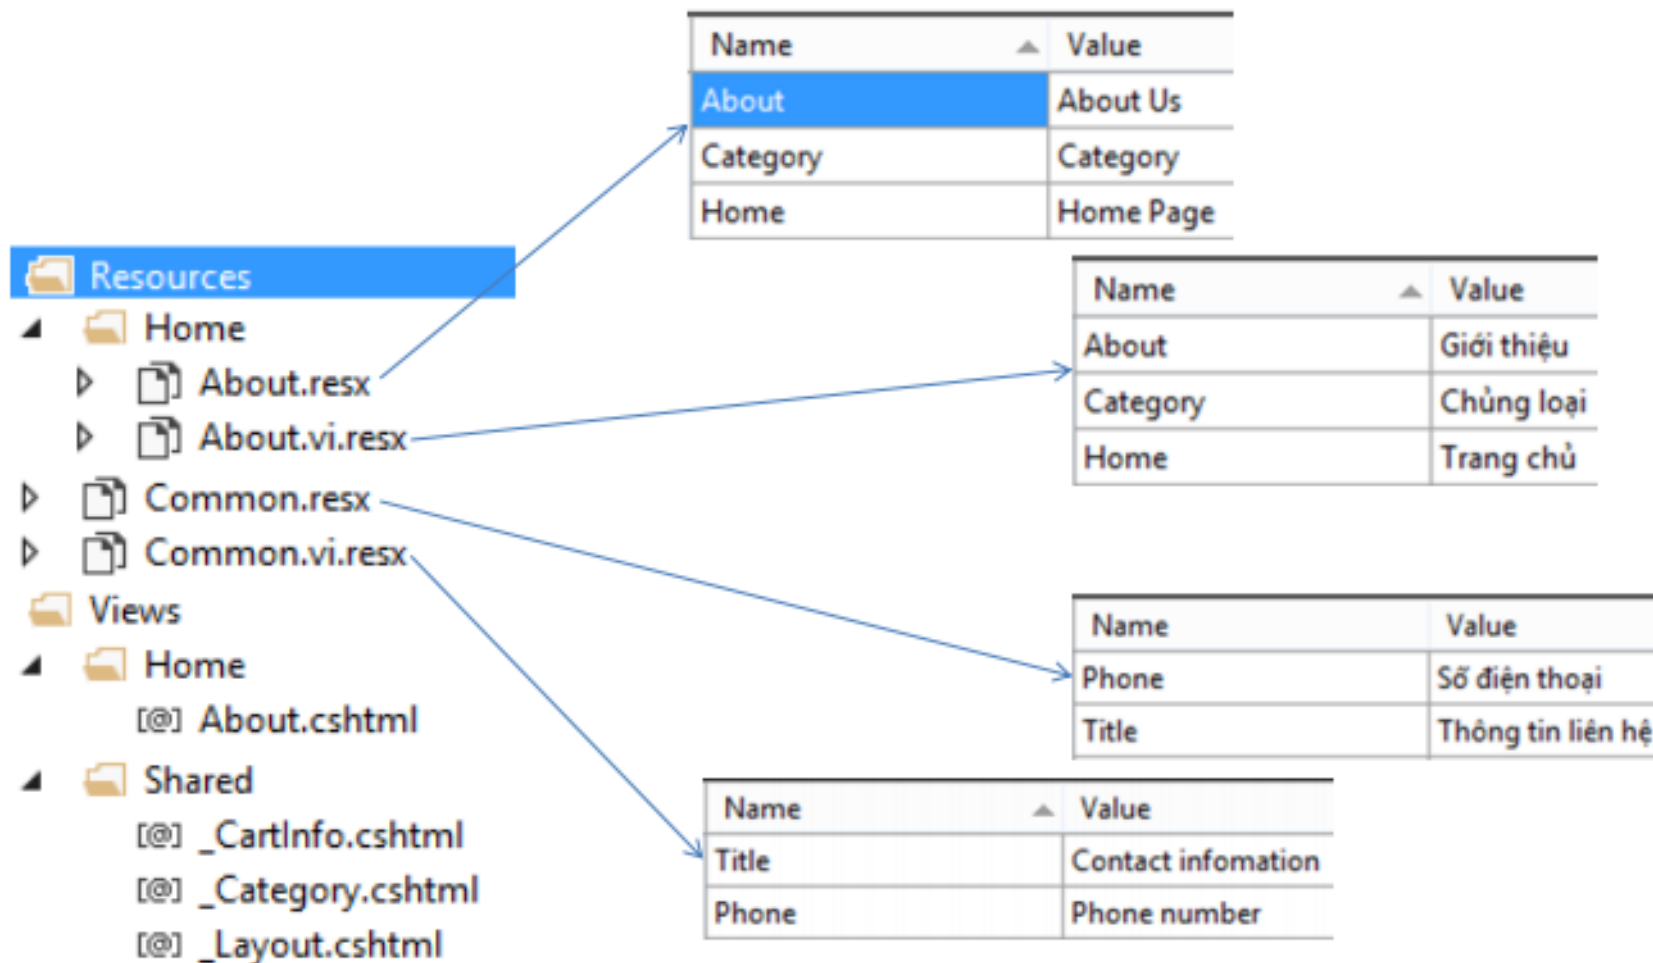 Name Value
About About Us
Category Category
Home Home Page
Resources
Home
About.resx
About.vi.resx
Common.resx
Common.vi.resx
Views
Home
About.cshtml
Shared
_CartInfo.cshtml
_Category.cshtml
_Layout.cshtml
Name Value
About Giới thiệu
Category Chủng loại
Home Trang chủ
Name Value
Phone Số điện thoại
Title Thông tin liên hệ
Name Value
Title Contact infomation
Phone Phone number